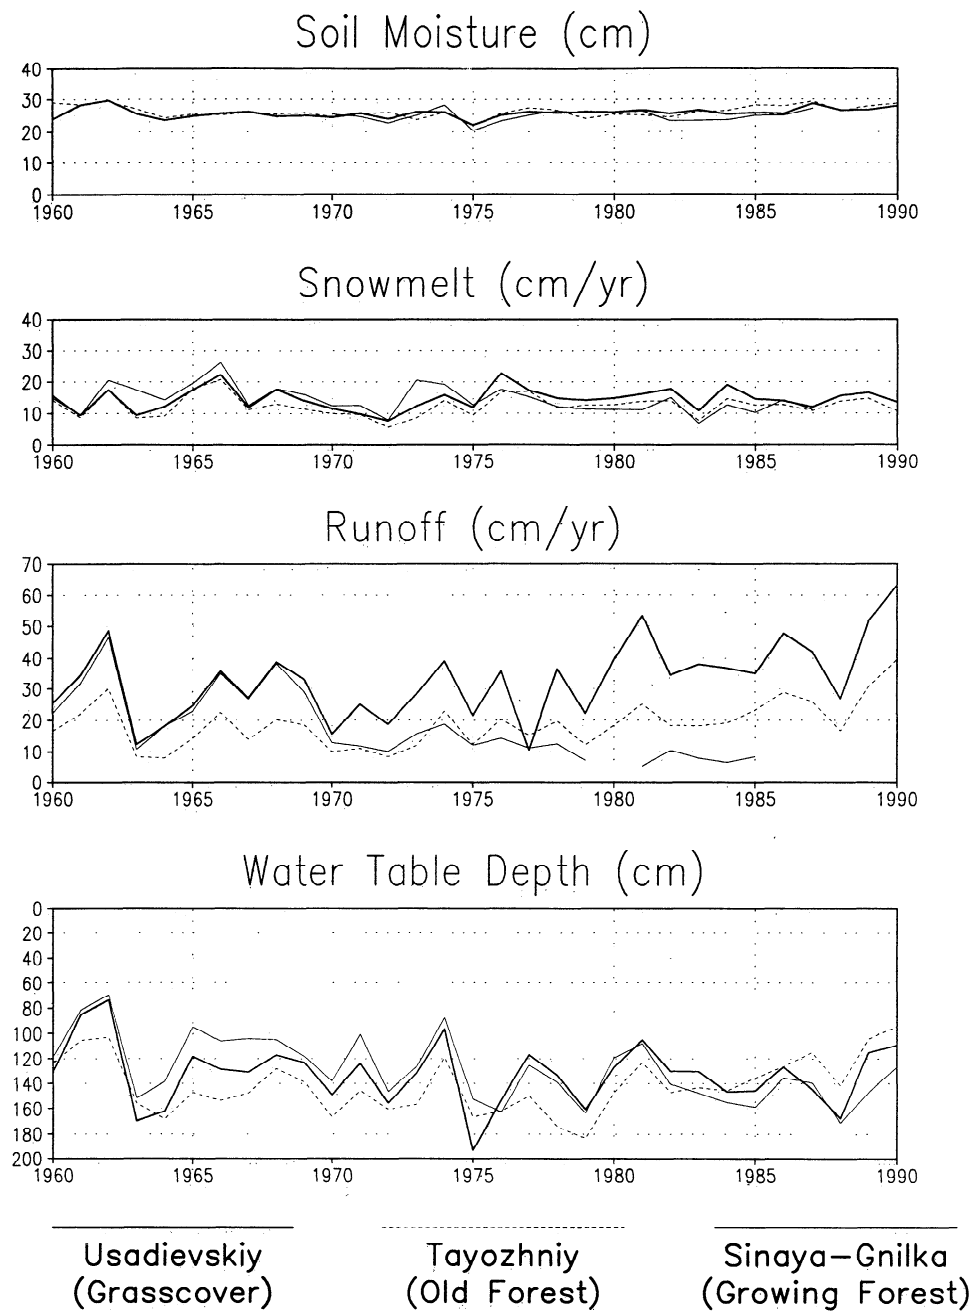 Soil Moisture (cm)
40
30
20
10
0
1960 1965 1970 1975 1980 1985 1990
Snowmelt (cm/yr)
40
30
20
10
0
1960 1965 1970 1975 1980 1985 1990
Runoff (cm/yr)
70
60
50
40
30
20
10
0
1960 1965 1970 1975 1980 1985 1990
Water Table Depth (cm)
0
20
40
60
80
100
120
140
160
180
200
1960 1965 1970 1975 1980 1985 1990
Usadievskiy Tayozhniy Sinaya-Gnilka
(Grasscover) (Old Forest) (Growing Forest)